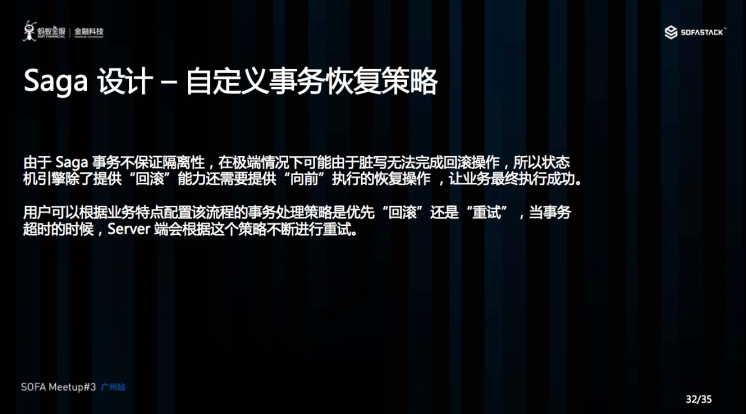 蚂蚁金服 | 金融科技
ANT FINANCIAL FINANCIAL TECHNOLOGY
SOFASTACK
Saga 设计 – 自定义事务恢复策略
由于 Saga 事务不保证隔离性，在极端情况下可能由于脏写无法完成回滚操作，所以状态
机引擎除了提供“回滚”能力还需要提供“向前”执行的恢复操作 ，让业务最终执行成功。
用户可以根据业务特点配置该流程的事务处理策略是优先“回滚”还是“重试”，当事务
超时的时候，Server 端会根据这个策略不断进行重试。
SOFA Meetup#3 广州站
32/35